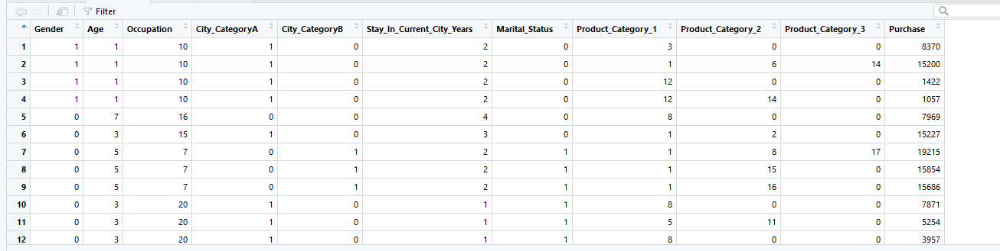 Filter
Gender Age Occupation City_CategoryA City_CategoryB Stay_In_Current_City_Years Marital_Status Product_Category_1 Product_Category_2 Product_Category_3 Purchase
1 1 1 10 1 0 2 0 3 0 0 8370
2 1 1 10 1 0 2 0 1 6 14 15200
3 1 1 10 1 0 2 0 12 0 0 1422
4 1 1 10 1 0 2 0 12 14 0 1057
5 0 7 16 0 0 4 0 8 0 0 7969
6 0 3 15 1 0 3 0 1 2 0 15227
7 0 5 7 0 1 2 1 1 8 17 19215
8 0 5 7 0 1 2 1 1 15 0 15854
9 0 5 7 0 1 2 1 1 16 0 15686
10 0 3 20 1 0 1 1 8 0 0 7871
11 0 3 20 1 0 1 1 5 11 0 5254
12 0 3 20 1 0 1 1 8 0 0 3957